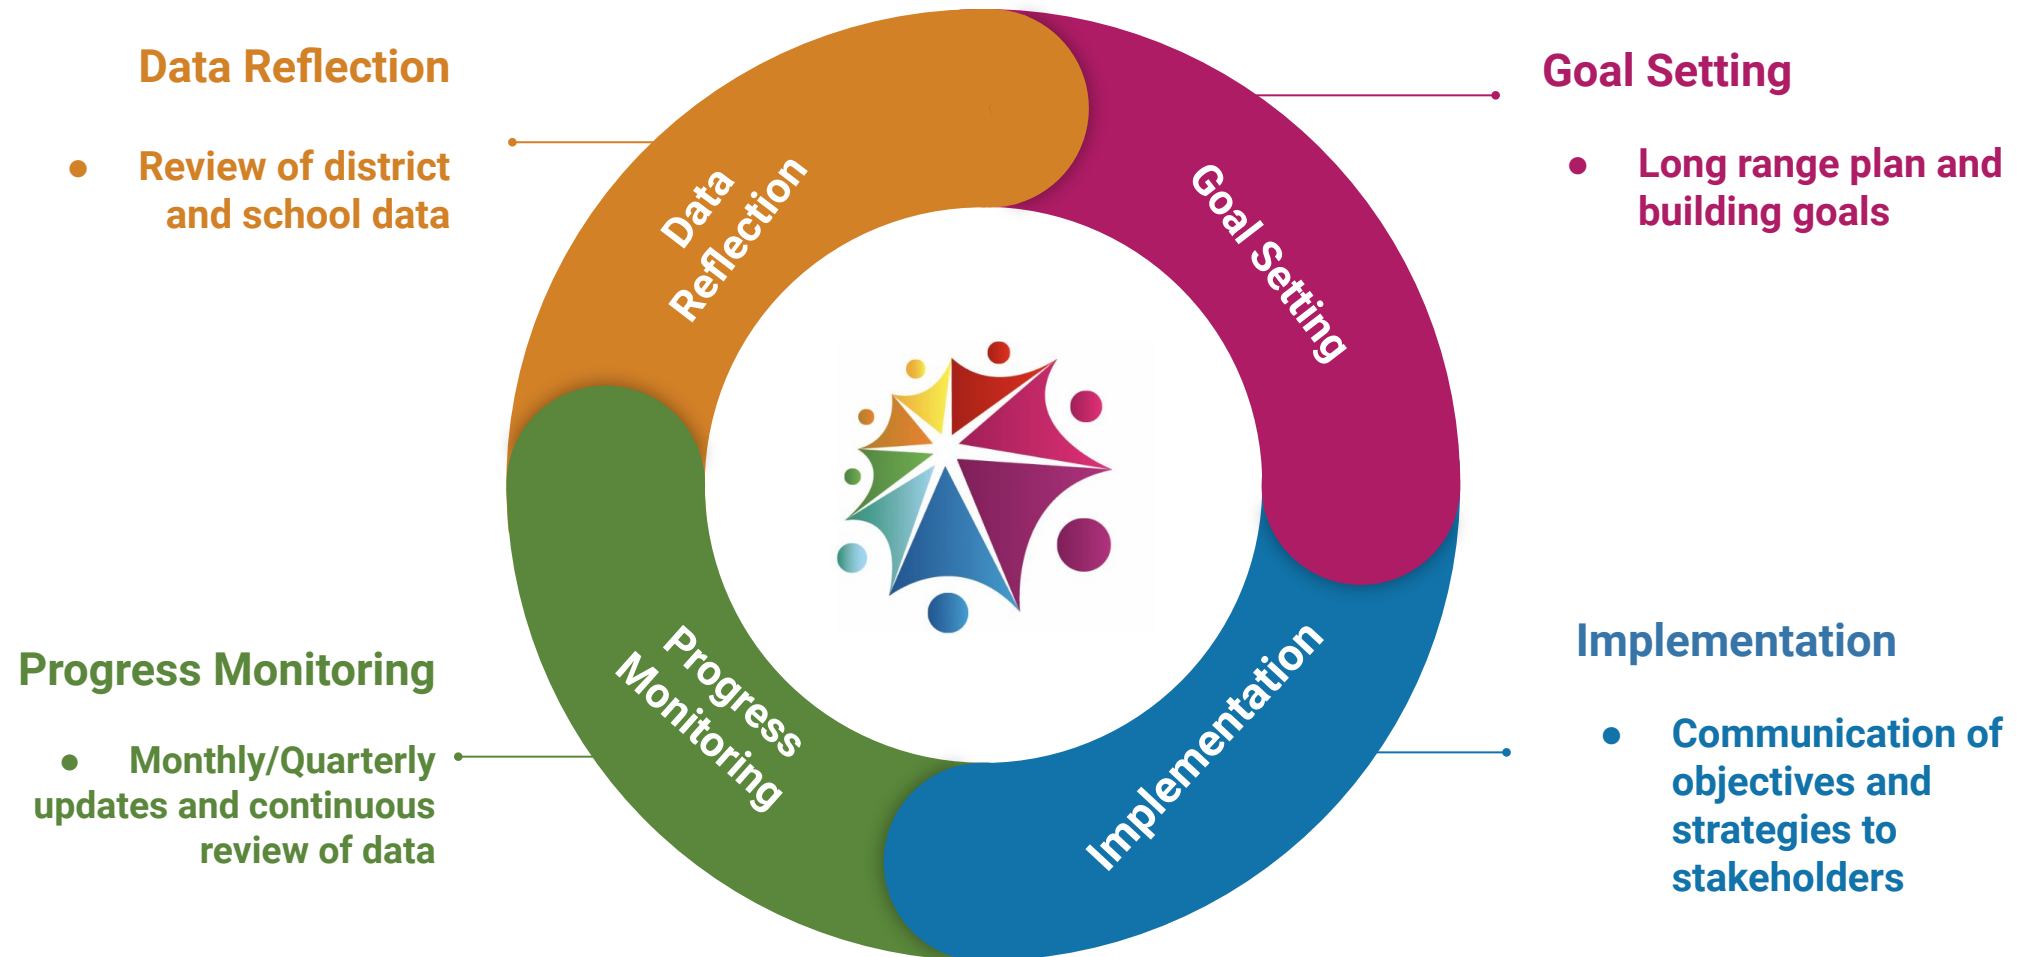 Data Reflection
● Review of district
and school data
Goal Setting
● Long range plan and
building goals
Data
Reflection
Goal Setting
Progress
Monitoring
Implementation
Progress Monitoring
● Monthly/Quarterly
updates and continuous
review of data
Implementation
● Communication of
objectives and
strategies to
stakeholders